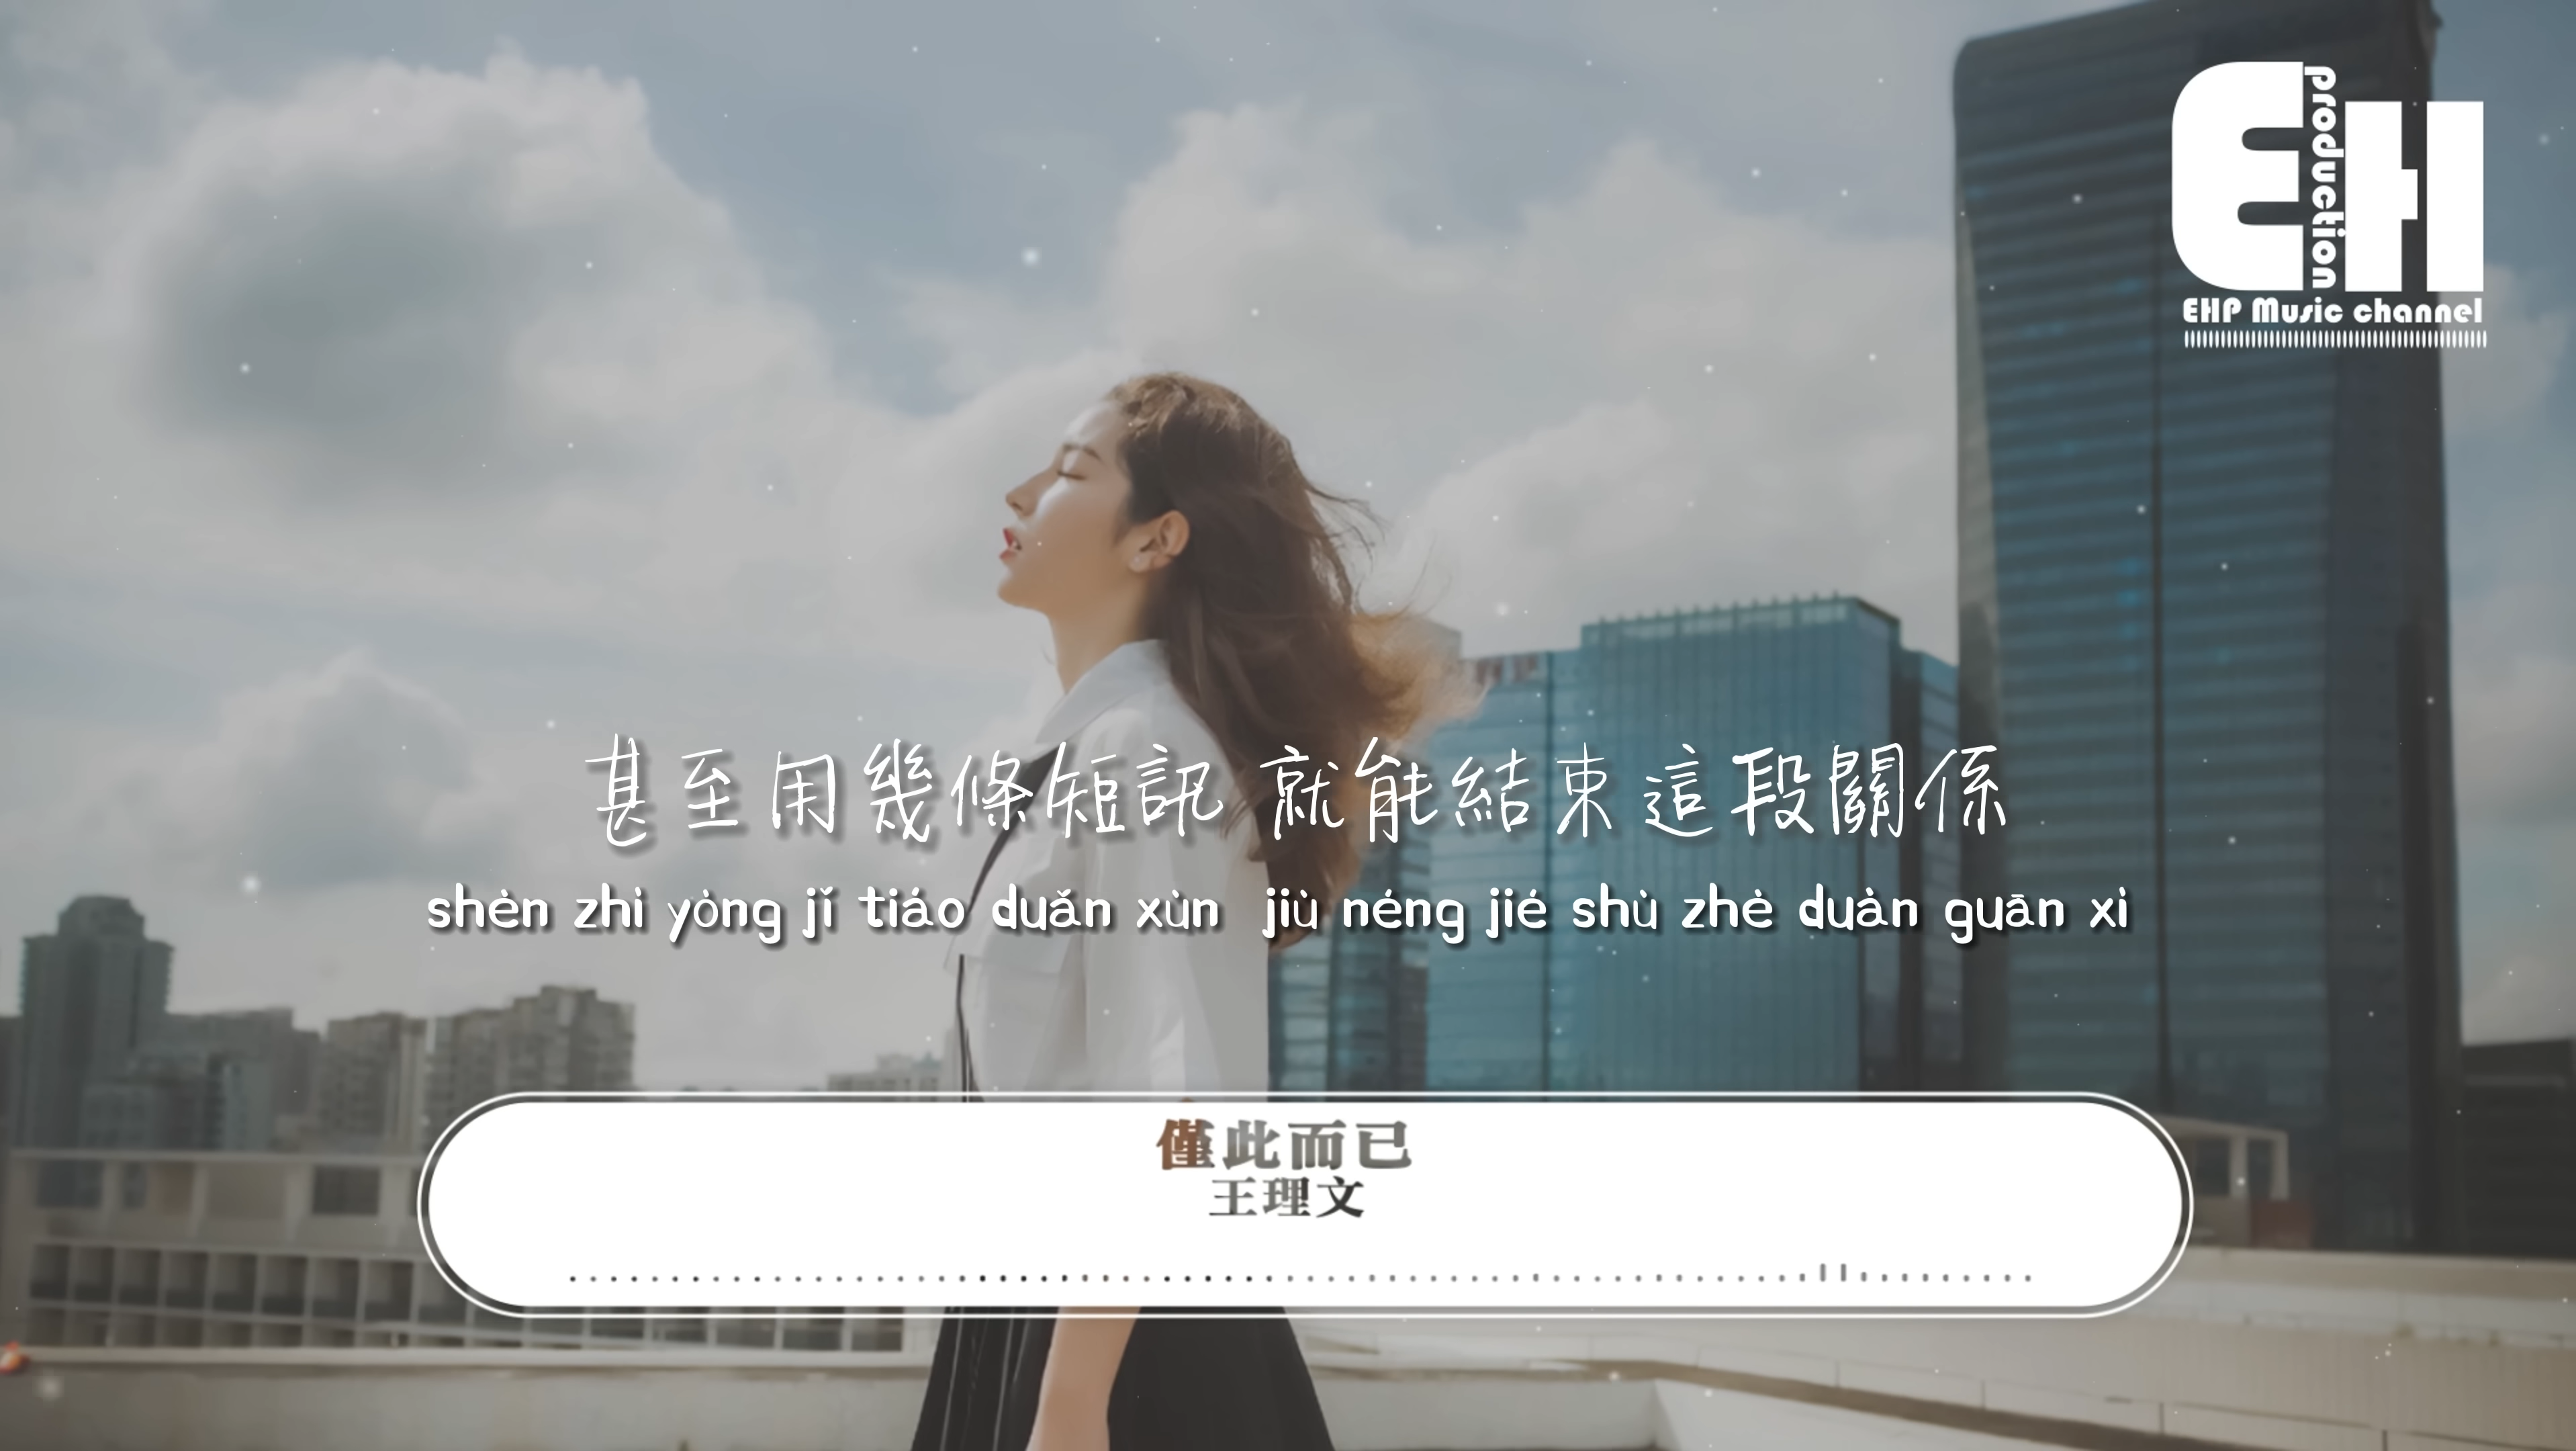 production
EHP Music channel
甚至用幾條短訊 就能結束這段關係
shèn zhì yòng jǐ tiáo duǎn xùn jiù néng jié shù zhè duàn guān xì
僅此而已
王理文